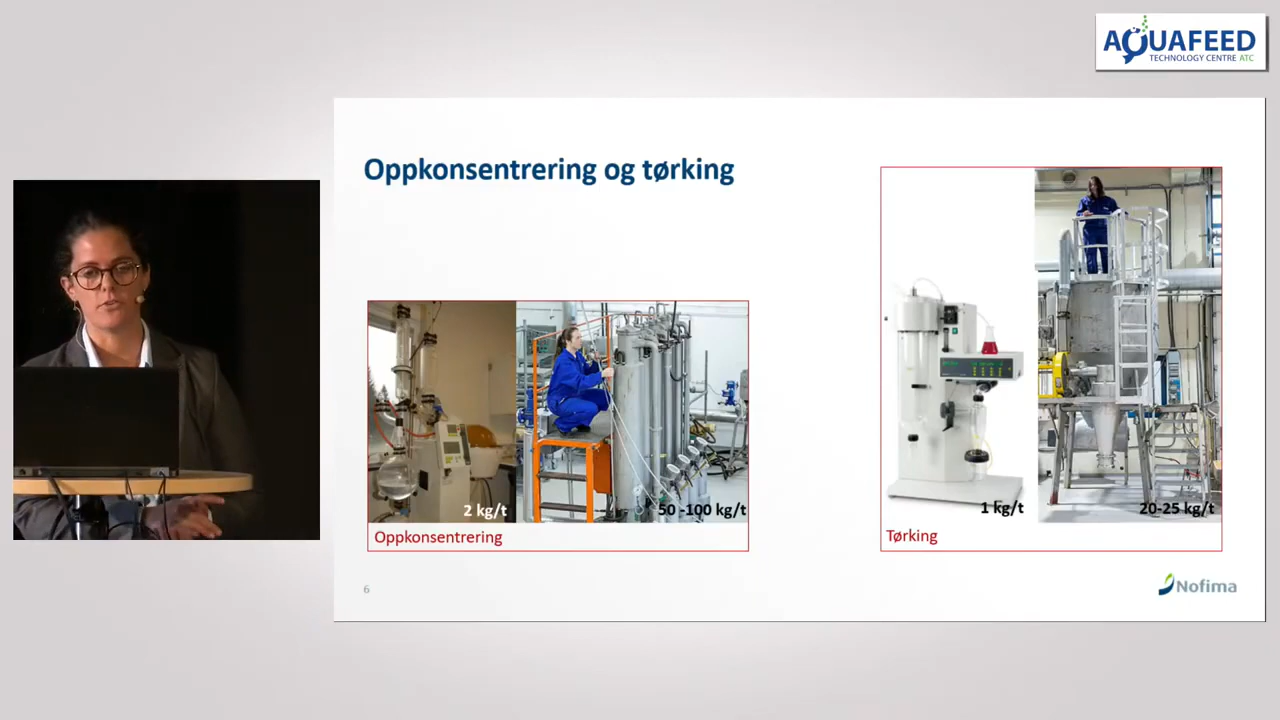 AQUAFEED
TECHNOLOGY CENTRE ATC
Oppkonsentrering og tørking
2 kg/t
50 -100 kg/t
Oppkonsentrering
1 kg/t
20-25 kg/t
Tørking
6
Nofima